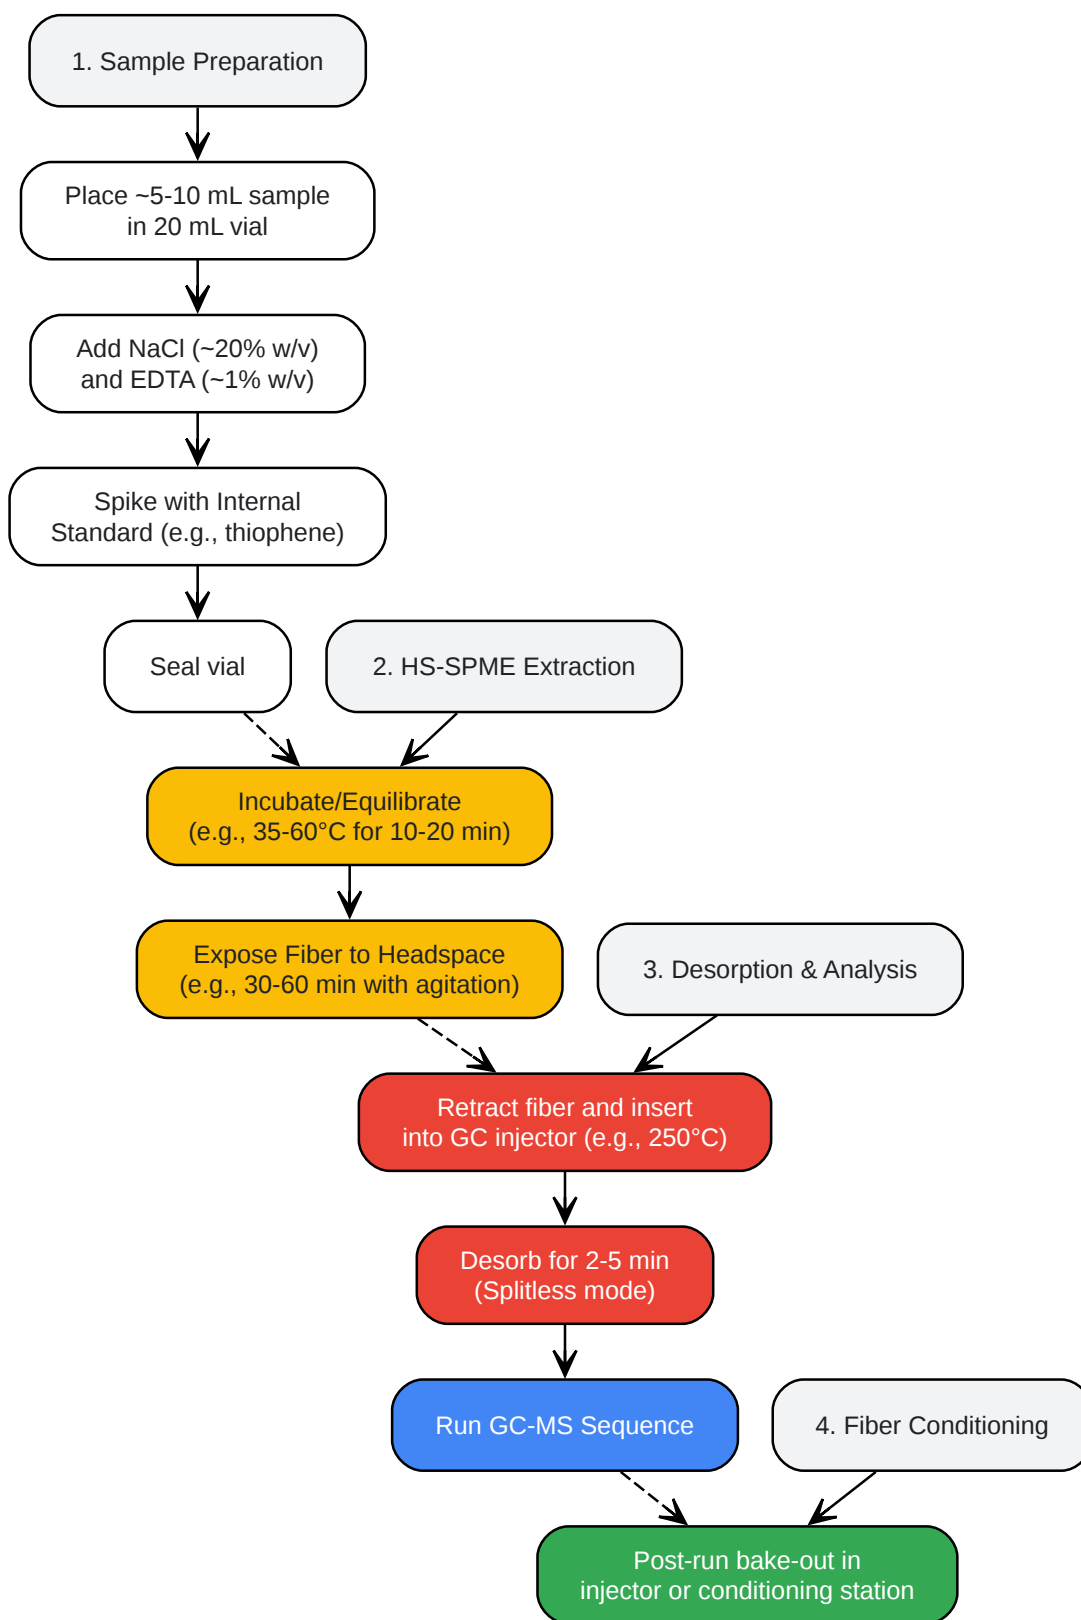 1. Sample Preparation
Place ~5-10 mL sample
in 20 mL vial
Add NaCl (~20% w/v)
and EDTA (~1% w/v)
Spike with Internal
Standard (e.g., thiophene)
Seal vial
2. HS-SPME Extraction
Incubate/Equilibrate
(e.g., 35-60°C for 10-20 min)
Expose Fiber to Headspace
(e.g., 30-60 min with agitation)
3. Desorption & Analysis
Retract fiber and insert
into GC injector (e.g., 250°C)
Desorb for 2-5 min
(Splitless mode)
Run GC-MS Sequence
4. Fiber Conditioning
Post-run bake-out in
injector or conditioning station